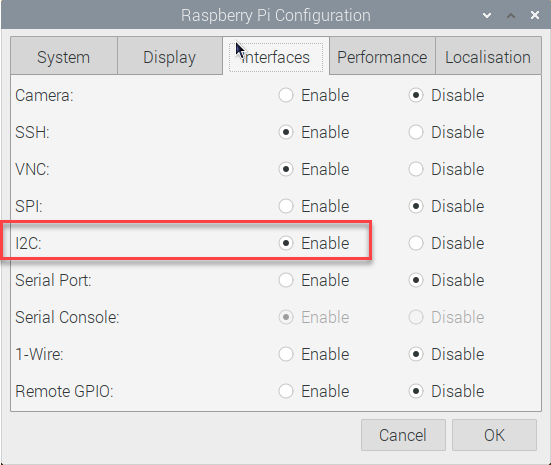 Raspberry Pi Configuration
System Display Interfaces Performance Localisation
Camera: Enable Disable
SSH: Enable Disable
VNC: Enable Disable
SPI: Enable Disable
I2C: Enable Disable
Serial Port: Enable Disable
Serial Console: Enable Disable
1-Wire: Enable Disable
Remote GPIO: Enable Disable
Cancel OK